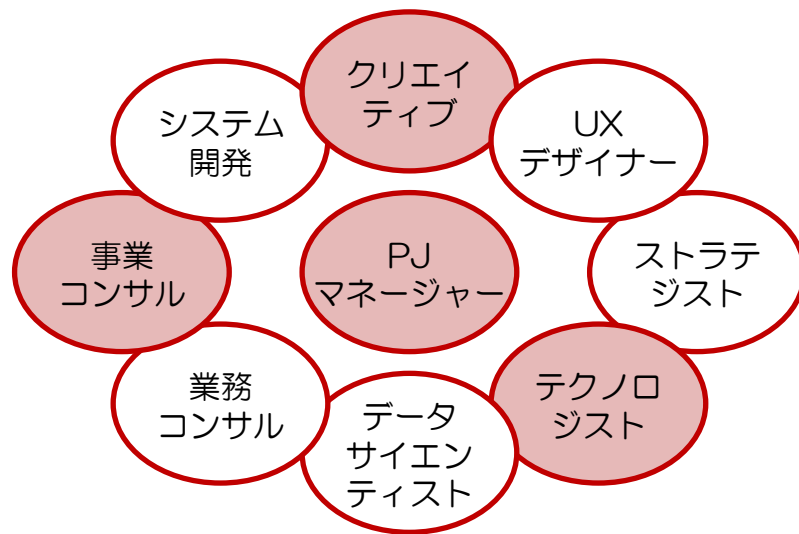 クリエイ
ティブ
システム
開発
UX
デザイナー
事業
コンサル
PJ
マネージャー
ストラテ
ジスト
業務
コンサル
テクノロ
ジスト
データ
サイエン
ティスト